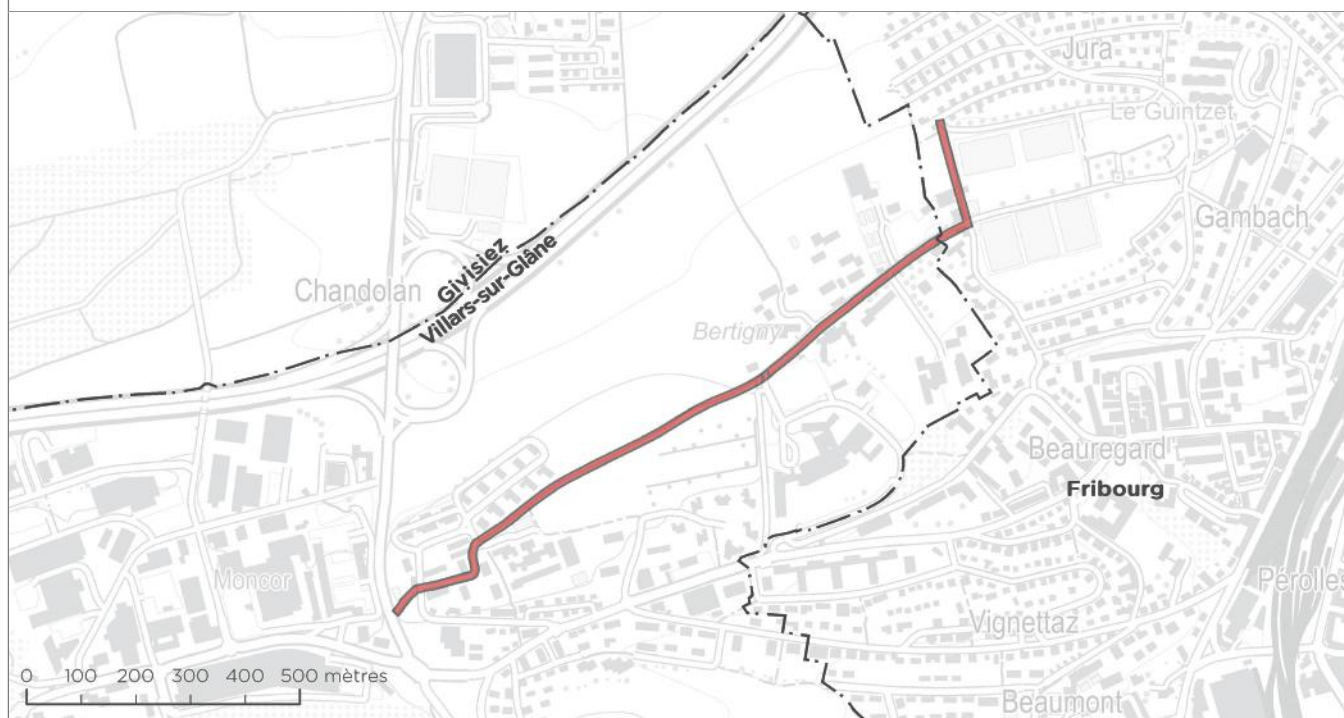 Jura
Le Guintzet
Gambach
Givisiez
Villars-sur-Glâne
Chandolan
Bertigny
Beauregard
Fribourg
Moncor
Pérolles
Vignettaz
Beaumont
0 100 200 300 400 500 mètres